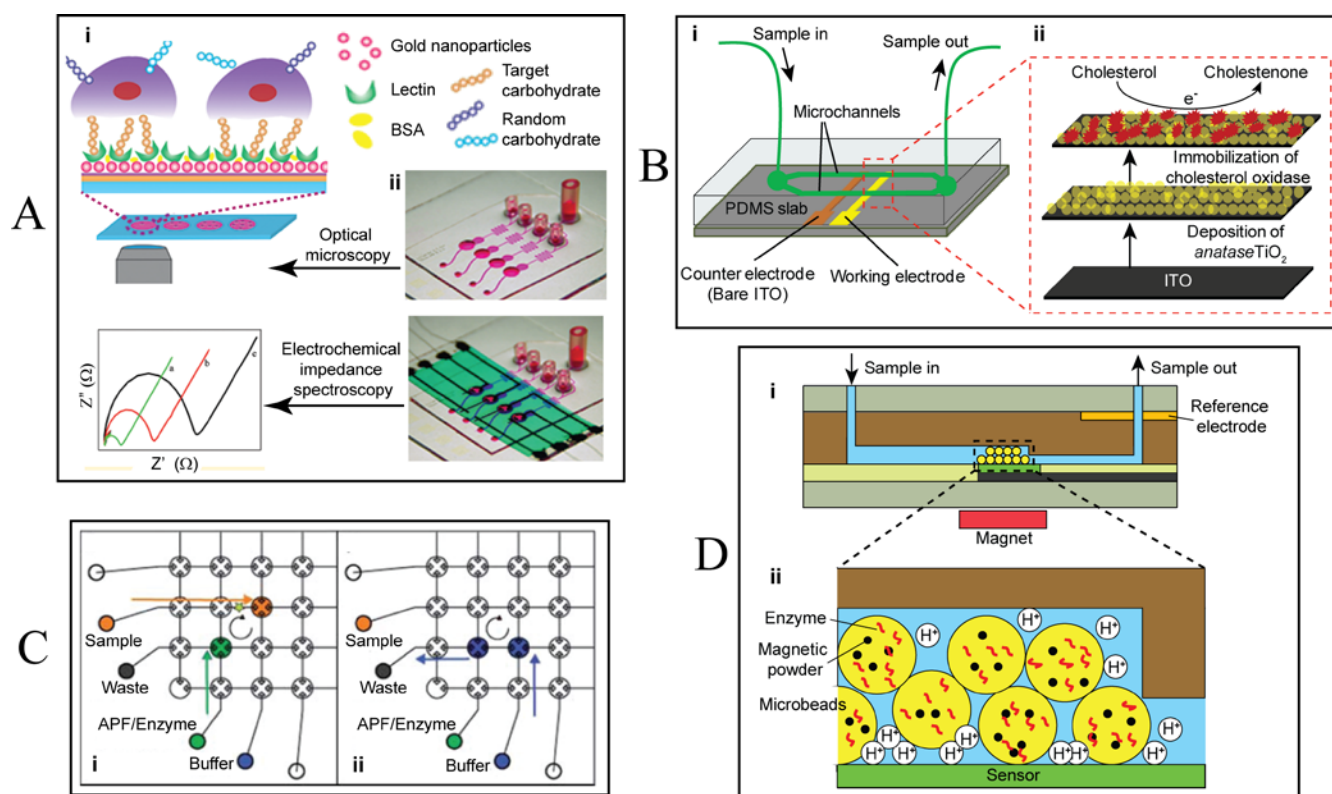 A
i
Gold nanoparticles
Lectin
Target
carbohydrate
BSA
Random
carbohydrate
ii
Optical
microscopy
Electrochemical
impedance
spectroscopy
a
b
c
Z" (Ω)
Z' (Ω)
B
i
Sample in
Sample out
Microchannels
PDMS slab
Counter electrode
(Bare ITO)
Working electrode
ii
Cholesterol
Cholestenone
e-
Immobilization of
cholesterol oxidase
Deposition of
anataseTiO2
ITO
C
Sample
Waste
APF/Enzyme
Buffer
i
Sample
Waste
APF/Enzyme
Buffer
ii
D
i
Sample in
Sample out
Reference
electrode
Magnet
ii
Enzyme
Magnetic
powder
Microbeads
H+
H+
H+
H+
H+
H+
H+
H+
H+
H+
H+
H+
Sensor